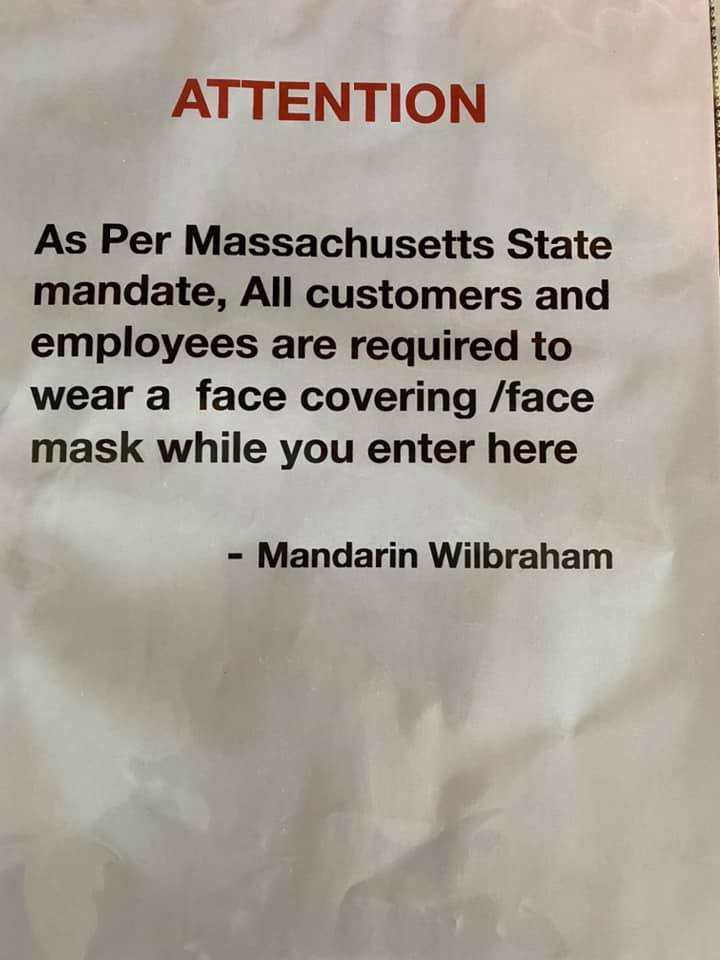 ATTENTION
As Per Massachusetts State
mandate, All customers and
employees are required to
wear a  face covering /face
mask while you enter here
- Mandarin Wilbraham